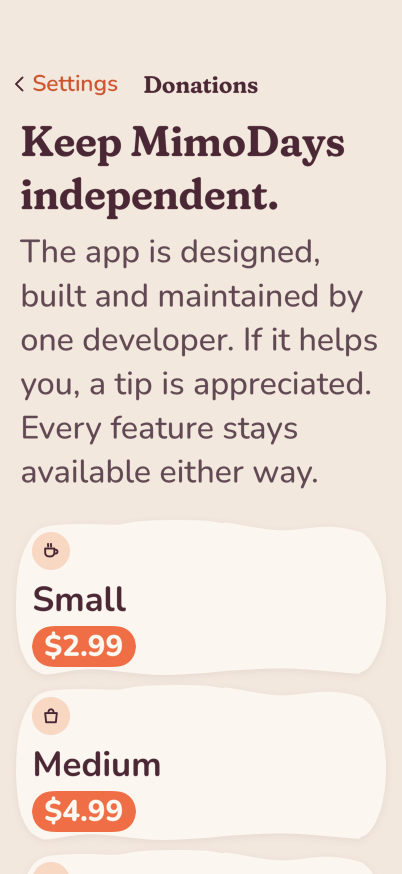 Settings
Donations
Keep MimoDays
independent.
The app is designed,
built and maintained by
one developer. If it helps
you, a tip is appreciated.
Every feature stays
available either way.
Small
$2.99
Medium
$4.99